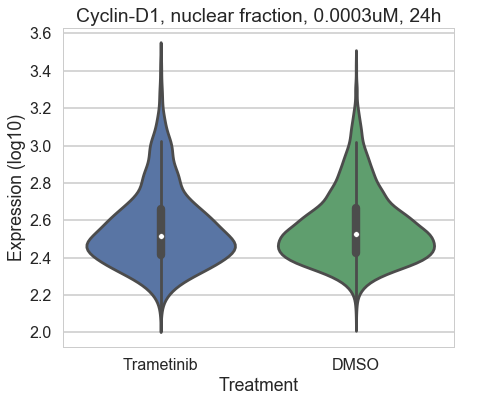 Cyclin-D1, nuclear fraction, 0.0003uM, 24h
3.6
3.4
3.2
3.0
2.8
2.6
2.4
2.2
2.0
Expression (log10)
Trametinib DMSO
Treatment